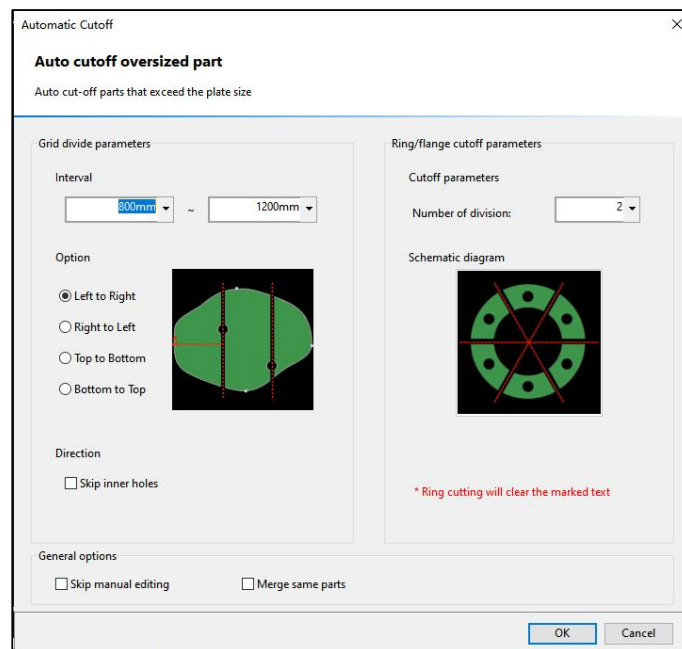 Automatic Cutoff
Auto cutoff oversized part
Auto cut-off parts that exceed the plate size
Grid divide parameters
Interval
800mm ~ 1200mm
Option
Left to Right
Right to Left
Top to Bottom
Bottom to Top
Direction
Skip inner holes
Ring/flange cutoff parameters
Cutoff parameters
Number of division: 2
Schematic diagram
* Ring cutting will clear the marked text
General options
Skip manual editing Merge same parts
OK Cancel